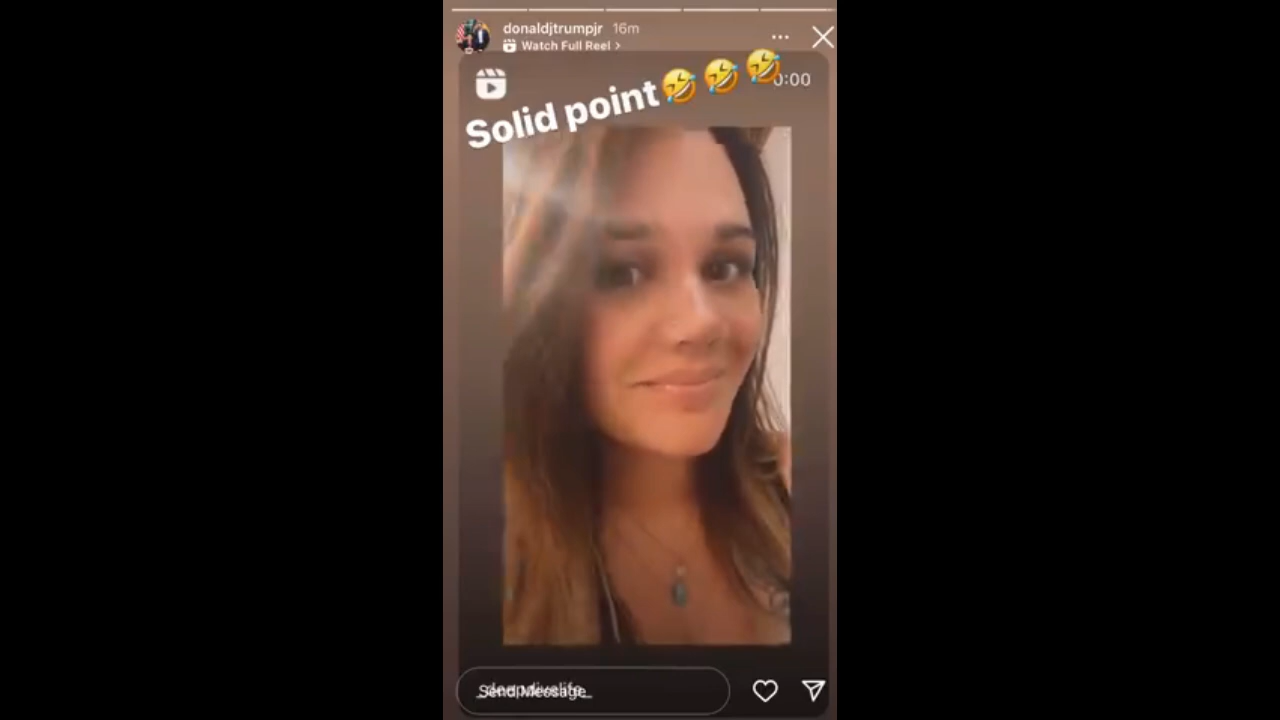 donaldjtrumpjr 16m
Watch Full Reel >
Solid point🤣🤣🤣
0:00
Send Message